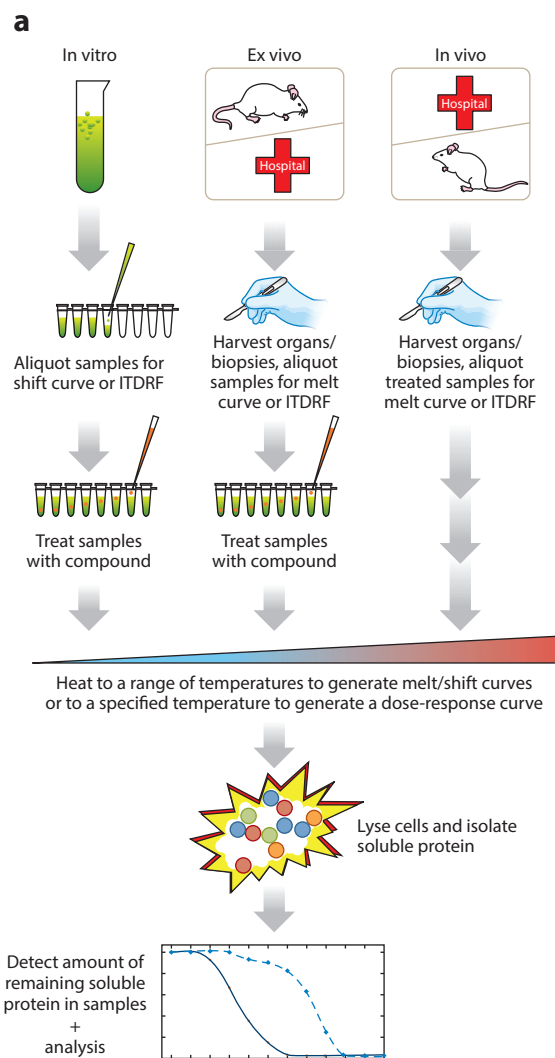 a
In vitro
Ex vivo
In vivo
Hospital
Hospital
Aliquot samples for
shift curve or ITDRF
Harvest organs/
biopsies, aliquot
samples for melt
curve or ITDRF
Harvest organs/
biopsies, aliquot
treated samples for
melt curve or ITDRF
Treat samples
with compound
Treat samples
with compound
Heat to a range of temperatures to generate melt/shift curves
or to a specified temperature to generate a dose-response curve
Lyse cells and isolate
soluble protein
Detect amount of
remaining soluble
protein in samples
+
analysis